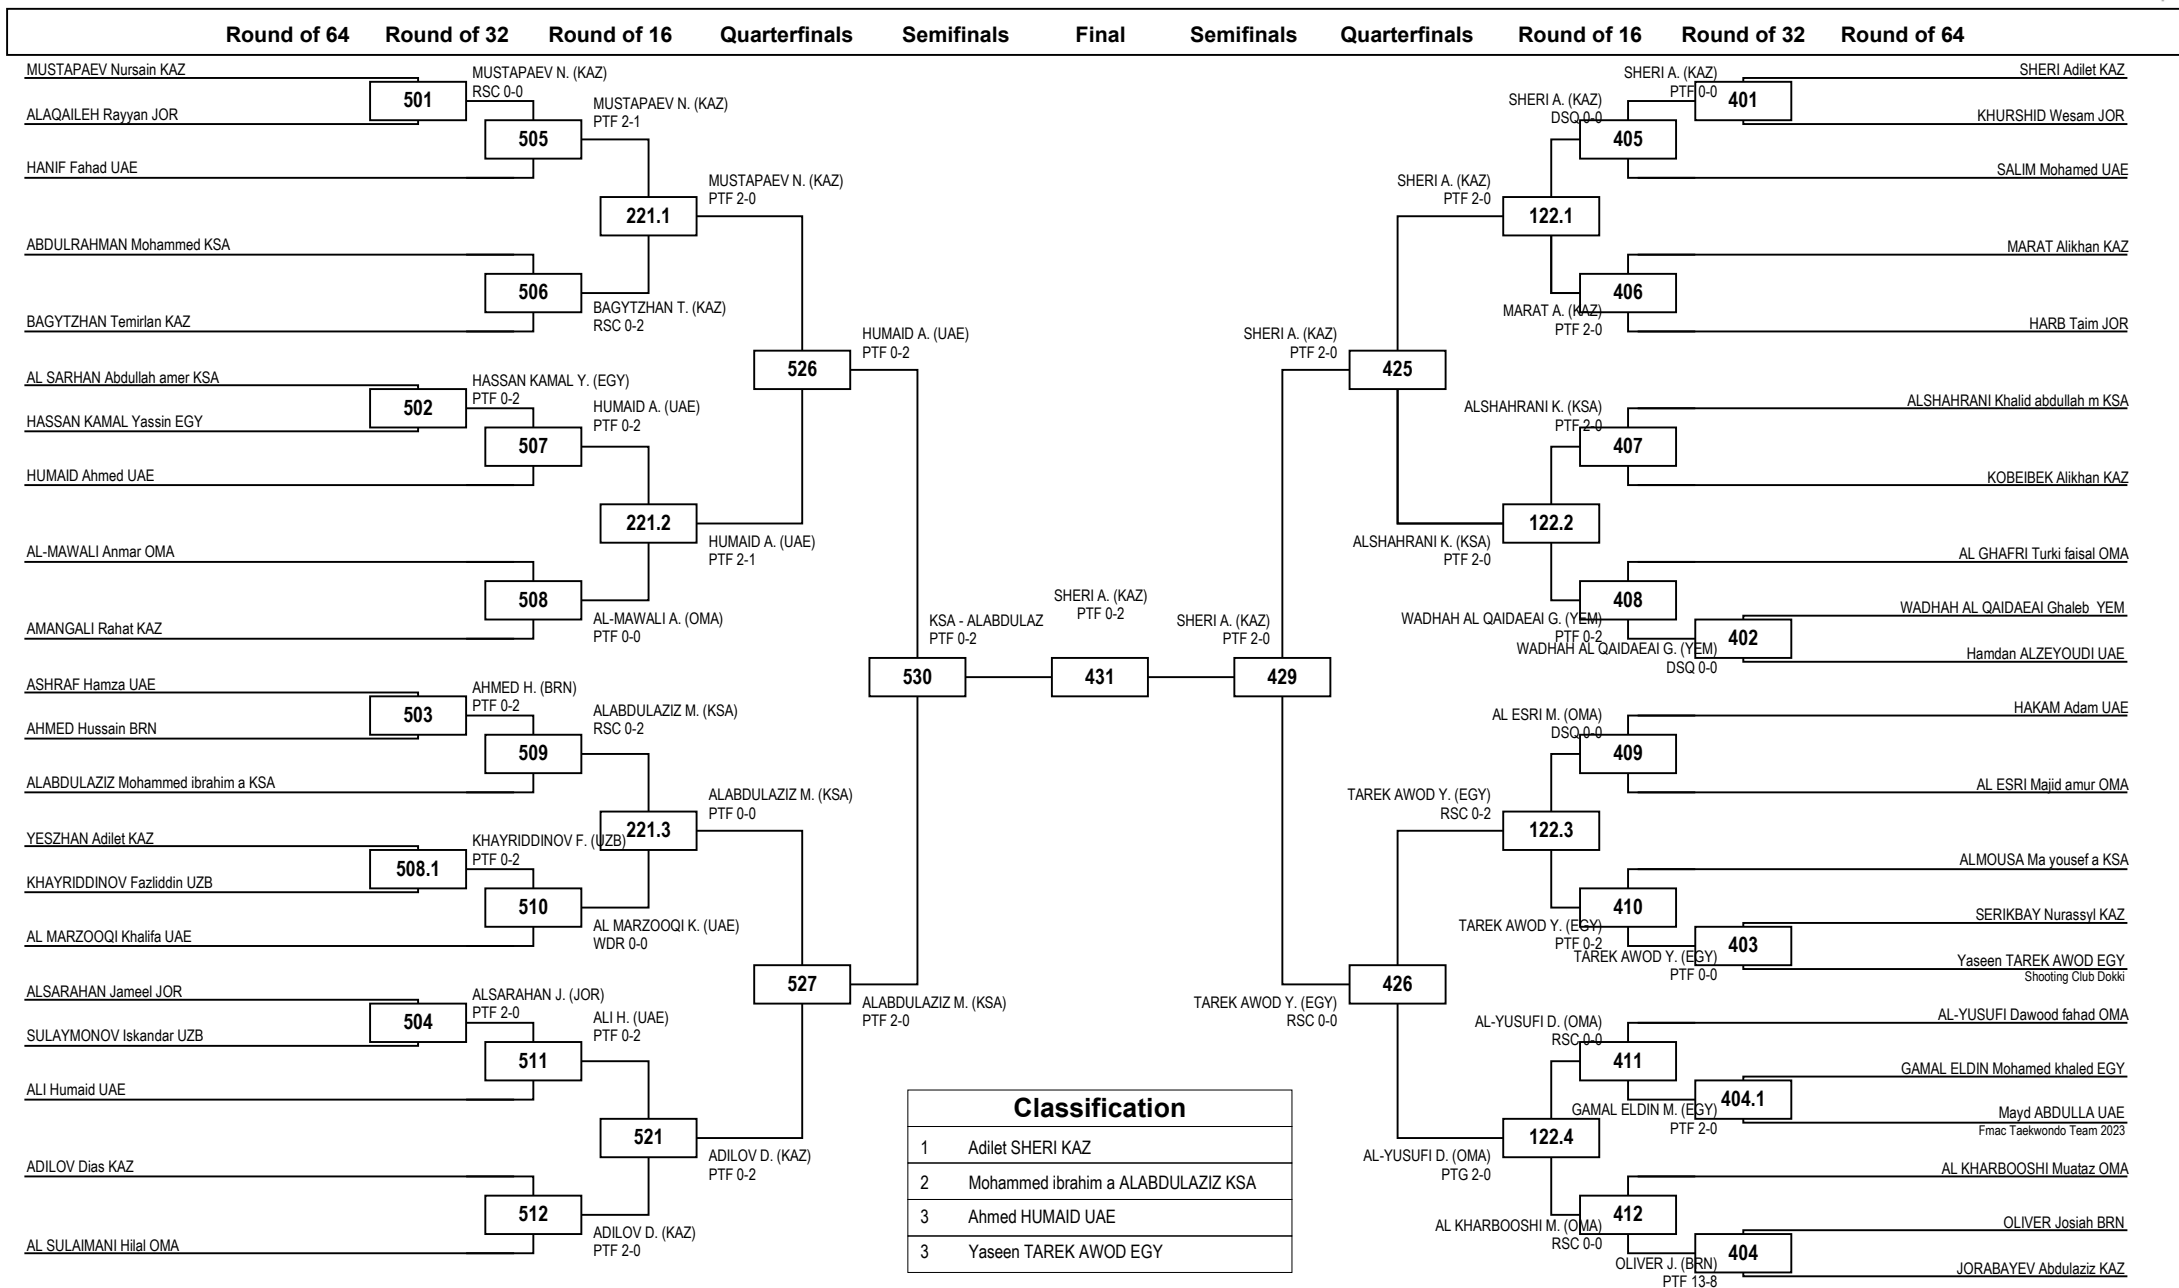 Round of 64 Round of 32 Round of 16 Quarterfinals Semifinals Final Semifinals Quarterfinals Round of 16 Round of 32 Round of 64
MUSTAPAEV Nursain KAZ
501
MUSTAPAEV N. (KAZ)
RSC 0-0
ALAQAILEH Rayyan JOR
505
MUSTAPAEV N. (KAZ)
PTF 2-1
HANIF Fahad UAE
221.1
MUSTAPAEV N. (KAZ)
PTF 2-0
ABDULRAHMAN Mohammed KSA
506
BAGYTZHAN T. (KAZ)
RSC 0-2
BAGYTZHAN Temirlan KAZ
526
HUMAID A. (UAE)
PTF 0-2
AL SARHAN Abdullah amer KSA
502
HASSAN KAMAL Y. (EGY)
PTF 0-2
HASSAN KAMAL Yassin EGY
507
HUMAID A. (UAE)
PTF 0-2
HUMAID Ahmed UAE
221.2
HUMAID A. (UAE)
PTF 2-1
AL-MAWALI Anmar OMA
508
AL-MAWALI A. (OMA)
PTF 0-0
AMANGALI Rahat KAZ
530
KSA - ALABDULAZ
PTF 0-2
ASHRAF Hamza UAE
503
AHMED H. (BRN)
PTF 0-2
AHMED Hussain BRN
509
ALABDULAZIZ M. (KSA)
RSC 0-2
ALABDULAZIZ Mohammed ibrahim a KSA
221.3
ALABDULAZIZ M. (KSA)
PTF 0-0
YESZHAN Adilet KAZ
508.1
KHAYRIDDINOV F. (UZB)
PTF 0-2
KHAYRIDDINOV Fazliddin UZB
510
AL MARZOOQI K. (UAE)
WDR 0-0
AL MARZOOQI Khalifa UAE
527
ALABDULAZIZ M. (KSA)
PTF 2-0
ALSARAHAN Jameel JOR
504
ALSARAHAN J. (JOR)
PTF 2-0
SULAYMONOV Iskandar UZB
511
ALI H. (UAE)
PTF 0-2
ALI Humaid UAE
521
ADILOV D. (KAZ)
PTF 0-2
ADILOV Dias KAZ
512
ADILOV D. (KAZ)
PTF 2-0
AL SULAIMANI Hilal OMA
SHERI A. (KAZ)
PTF 0-2
431
SHERI A. (KAZ)
PTF 2-0
429
SHERI A. (KAZ)
PTF 0-0
401
SHERI Adilet KAZ
KHURSHID Wesam JOR
SHERI A. (KAZ)
DSQ 0-0
405
SALIM Mohamed UAE
SHERI A. (KAZ)
PTF 2-0
122.1
MARAT Alikhan KAZ
406
MARAT A. (KAZ)
PTF 2-0
HARB Taim JOR
SHERI A. (KAZ)
PTF 2-0
425
ALSHAHRANI K. (KSA)
PTF 2-0
407
ALSHAHRANI Khalid abdullah m KSA
KOBEIBEK Alikhan KAZ
122.2
ALSHAHRANI K. (KSA)
PTF 2-0
AL GHAFRI Turki faisal OMA
408
WADHAH AL QAIDAEAI G. (YEM)
PTF 0-2
WADHAH AL QAIDAEAI Ghaleb YEM
402
WADHAH AL QAIDAEAI G. (YEM)
DSQ 0-0
Hamdan ALZEYOUDI UAE
AL ESRI M. (OMA)
DSQ 0-0
409
HAKAM Adam UAE
AL ESRI Majid amur OMA
TAREK AWOD Y. (EGY)
RSC 0-2
122.3
ALMOUSA Ma yousef a KSA
410
TAREK AWOD Y. (EGY)
PTF 0-2
SERIKBAY Nurassyl KAZ
403
TAREK AWOD Y. (EGY)
PTF 0-0
Yaseen TAREK AWOD EGY
Shooting Club Dokki
426
TAREK AWOD Y. (EGY)
RSC 0-0
AL-YUSUFI D. (OMA)
RSC 0-0
411
AL-YUSUFI Dawood fahad OMA
GAMAL ELDIN Mohamed khaled EGY
404.1
GAMAL ELDIN M. (EGY)
PTF 2-0
Mayd ABDULLA UAE
Fmac Taekwondo Team 2023
122.4
AL-YUSUFI D. (OMA)
PTG 2-0
AL KHARBOOSHI Muataz OMA
412
AL KHARBOOSHI M. (OMA)
RSC 0-0
OLIVER Josiah BRN
404
OLIVER J. (BRN)
PTF 13-8
JORABAYEV Abdulaziz KAZ
Classification
1 Adilet SHERI KAZ
2 Mohammed ibrahim a ALABDULAZIZ KSA
3 Ahmed HUMAID UAE
3 Yaseen TAREK AWOD EGY